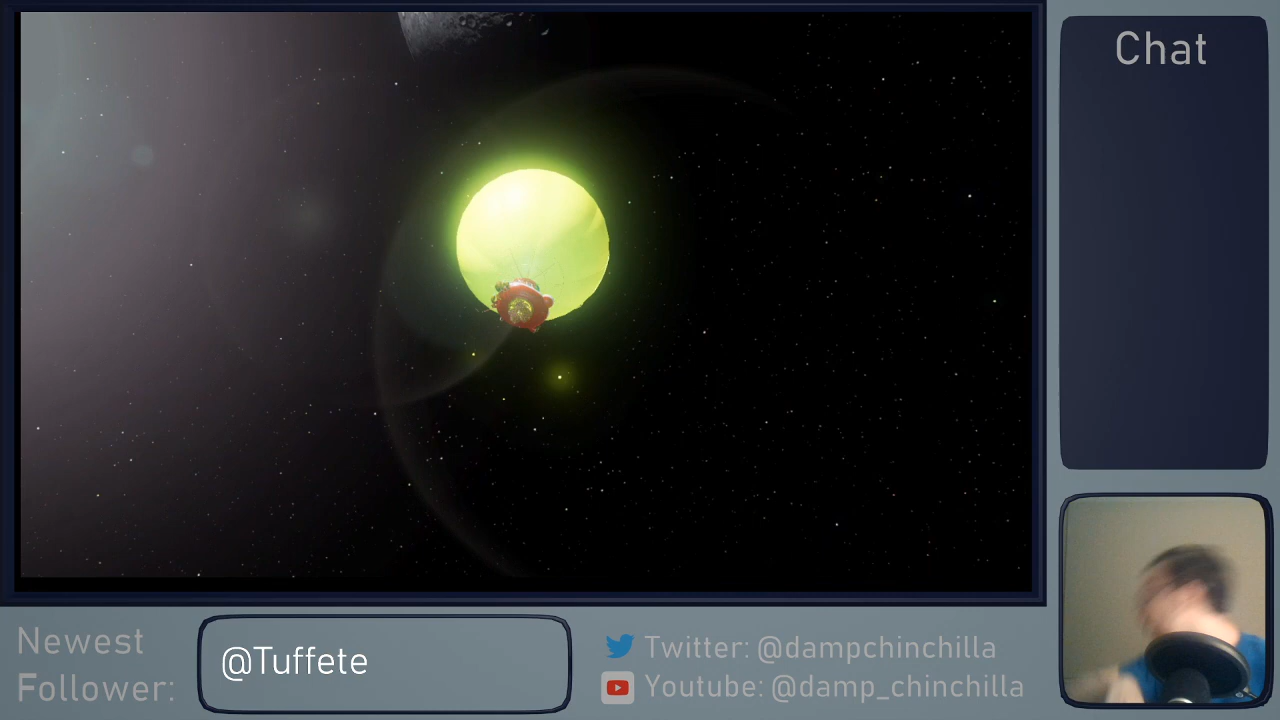 Chat
Newest
Follower:
@Tuffete
Twitter: @dampchinchilla
Youtube: @damp_chinchilla